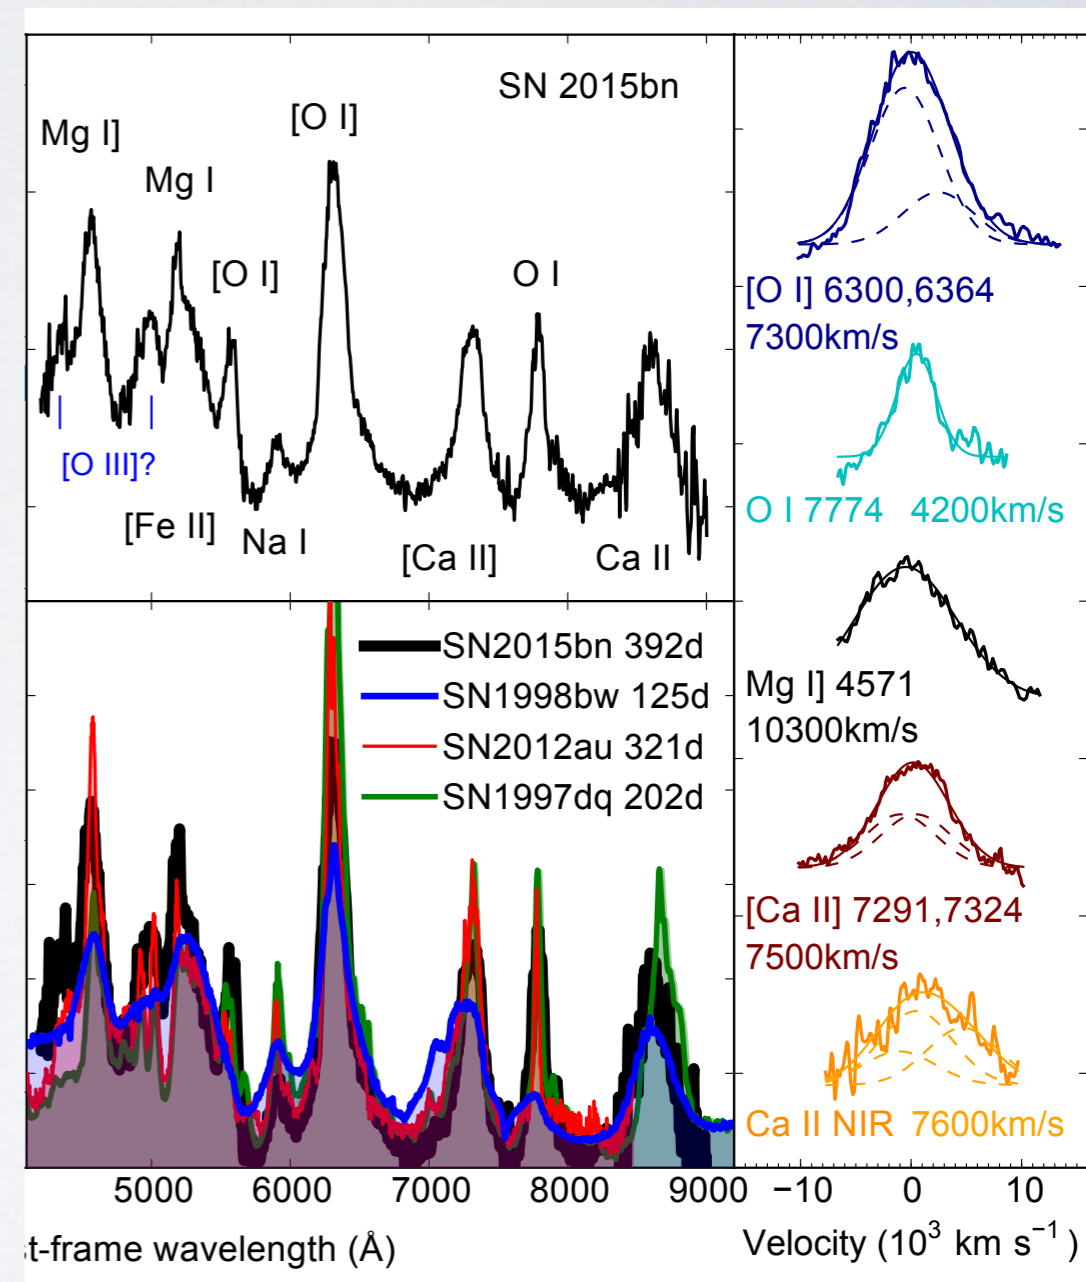 SN 2015bn
[O I]
Mg I]
Mg I
[O I]
O I
[O III]?
[Fe II]
Na I
[Ca II]
Ca II
[O I] 6300,6364
7300km/s
O I 7774 4200km/s
Mg I] 4571
10300km/s
[Ca II] 7291,7324
7500km/s
Ca II NIR 7600km/s
SN2015bn 392d
SN1998bw 125d
SN2012au 321d
SN1997dq 202d
5000 6000 7000 8000 9000
−10 0 10
st-frame wavelength (Å)
Velocity (10³ km s⁻¹ )